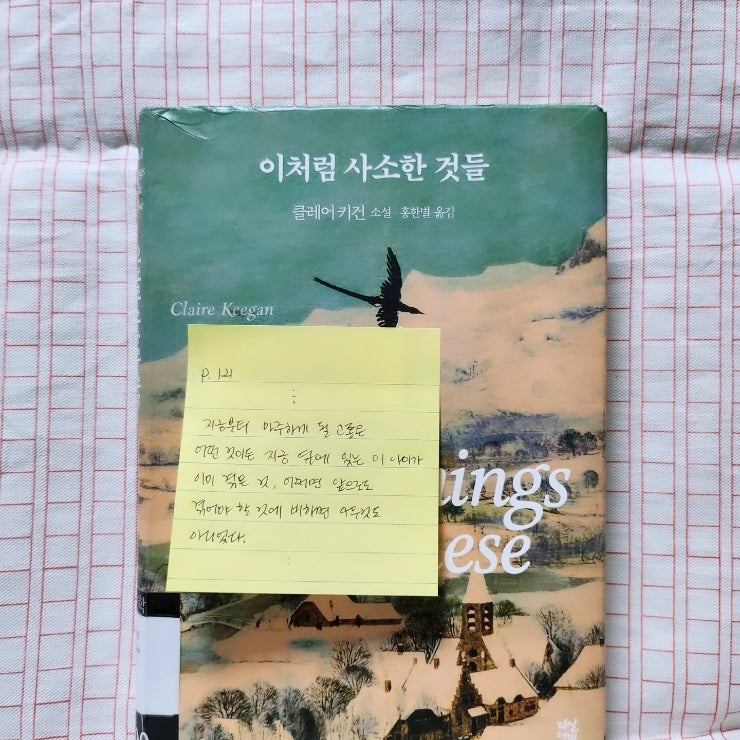 이처럼 사소한 것들
클레어 키건 소설 홍한별 옮김
Claire Keegan
p. 121
⋮
지금부터 마주하게 될 고통은
어떤 것이든 지금 옆에 있는 이 아이가
이미 겪은 것, 어쩌면 앞으로도
겪어야 할 것에 비하면 아무것도
아니었다.
⋮
ings
ese
다산